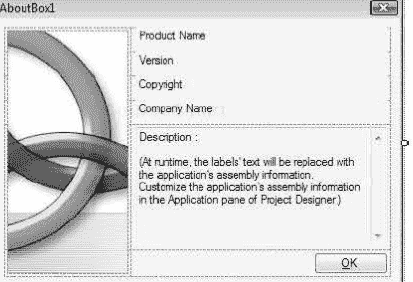 AboutBox1
Product Name
Version
Copyright
Company Name
Description :
(At runtime, the labels' text will be replaced with
the application's assembly information.
Customize the application's assembly information
in the Application pane of Project Designer.)
OK